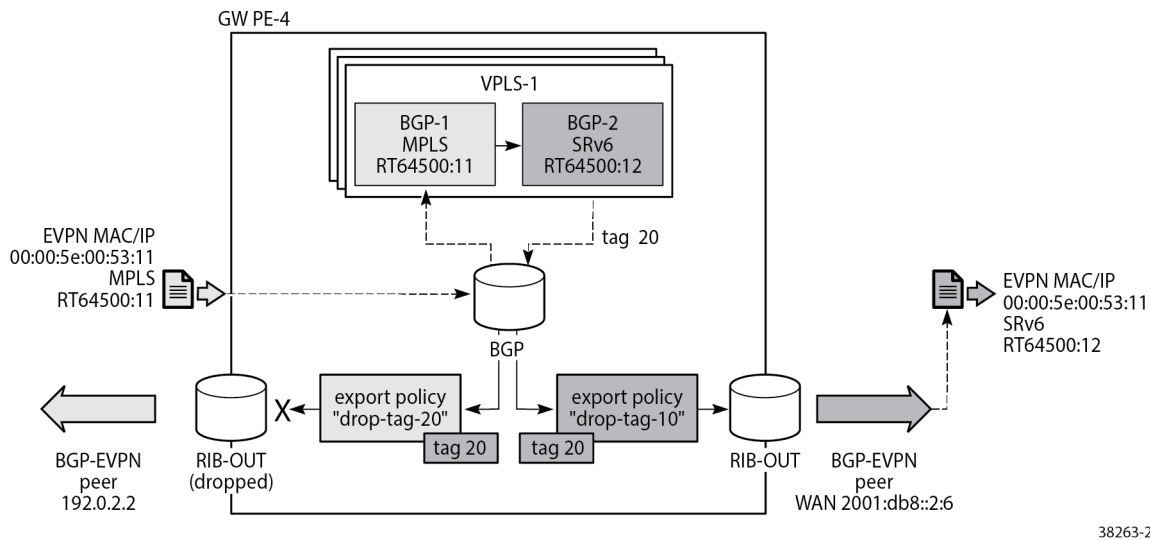 GW PE-4
VPLS-1
BGP-1
MPLS
RT64500:11
BGP-2
SRv6
RT64500:12
tag 20
EVPN MAC/IP
00:00:5e:00:53:11
MPLS
RT64500:11
EVPN MAC/IP
00:00:5e:00:53:11
SRv6
RT64500:12
BGP
X
export policy
"drop-tag-20"
tag 20
export policy
"drop-tag-10"
tag 20
BGP-EVPN
peer
192.0.2.2
RIB-OUT
(dropped)
RIB-OUT
BGP-EVPN
peer
WAN 2001:db8::2:6
38263-2